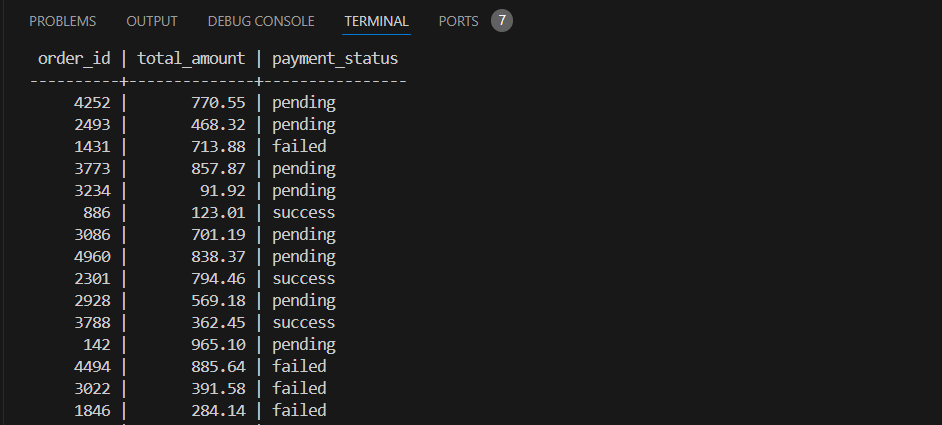 PROBLEMS OUTPUT DEBUG CONSOLE TERMINAL PORTS 7
order_id | total_amount | payment_status
----------+--------------+----------------
4252 | 770.55 | pending
2493 | 468.32 | pending
1431 | 713.88 | failed
3773 | 857.87 | pending
3234 | 91.92 | pending
886 | 123.01 | success
3086 | 701.19 | pending
4960 | 838.37 | pending
2301 | 794.46 | success
2928 | 569.18 | pending
3788 | 362.45 | success
142 | 965.10 | pending
4494 | 885.64 | failed
3022 | 391.58 | failed
1846 | 284.14 | failed